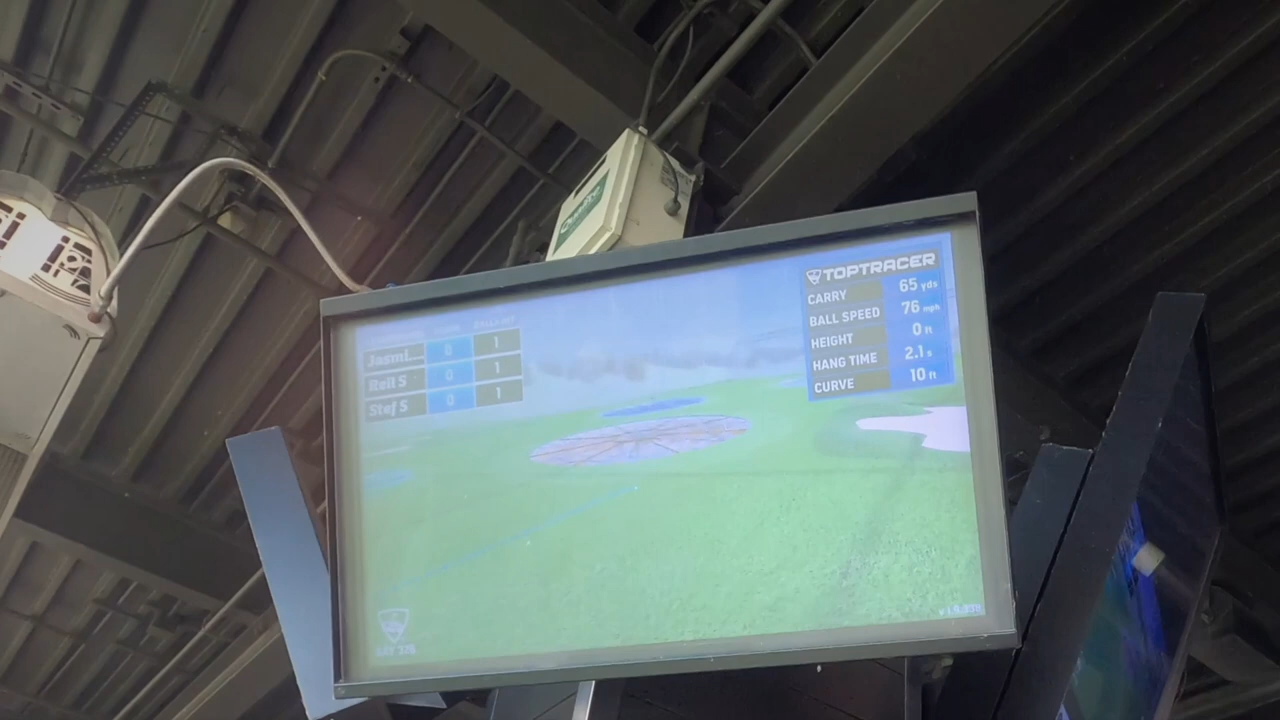 TOPTRACER
CARRY 65 yds
BALL SPEED 76 mph
HEIGHT 0 ft
HANG TIME 2.1 s
CURVE 10 ft
Jasmi... 0 1
Reil S 0 1
Stef S 0 1